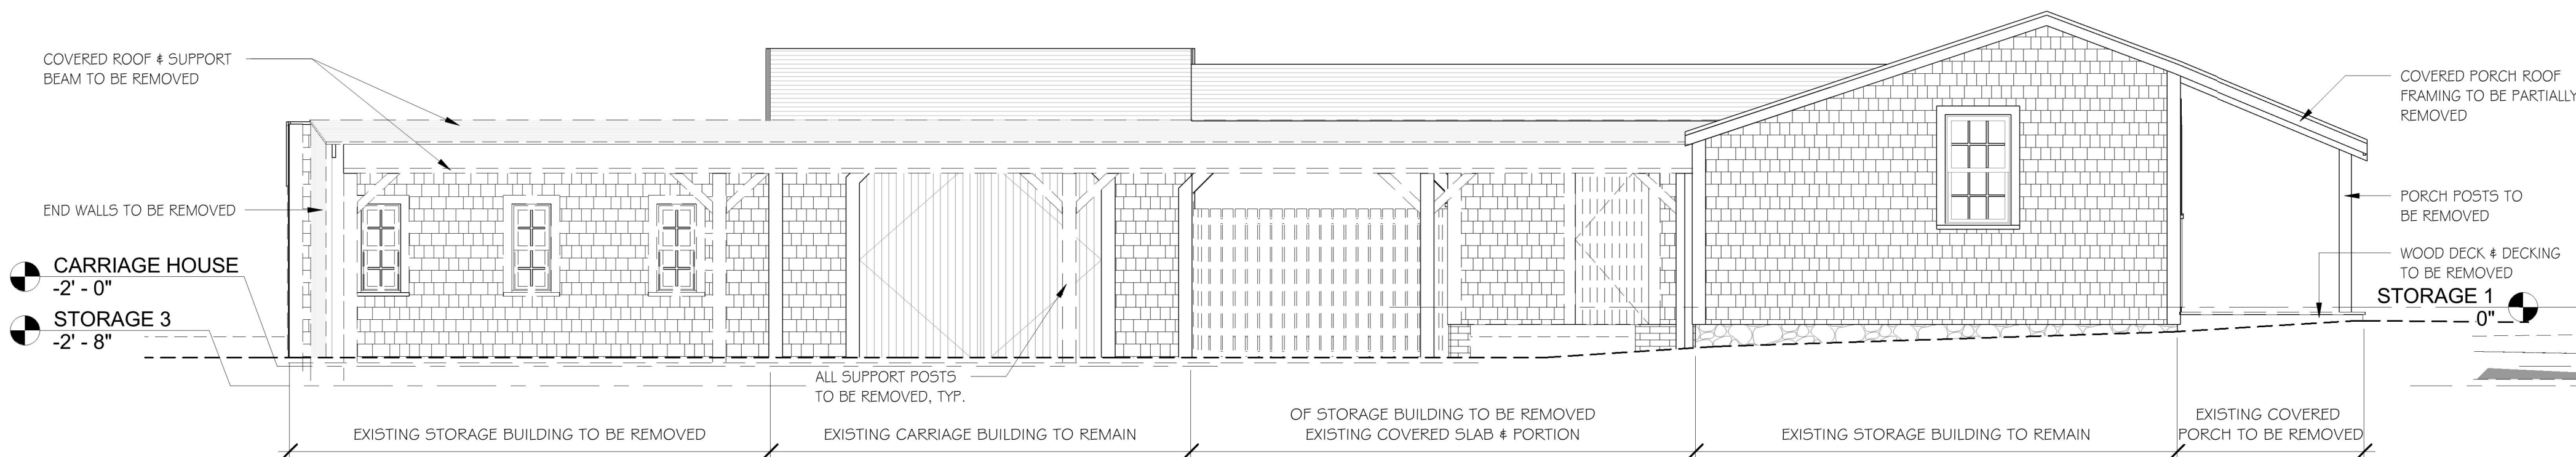 COVERED ROOF & SUPPORT
BEAM TO BE REMOVED
END WALLS TO BE REMOVED
CARRIAGE HOUSE
-2' - 0"
STORAGE 3
-2' - 8"
ALL SUPPORT POSTS
TO BE REMOVED, TYP.
COVERED PORCH ROOF
FRAMING TO BE PARTIALLY
REMOVED
PORCH POSTS TO
BE REMOVED
WOOD DECK & DECKING
TO BE REMOVED
STORAGE 1
0"
EXISTING STORAGE BUILDING TO BE REMOVED
EXISTING CARRIAGE BUILDING TO REMAIN
OF STORAGE BUILDING TO BE REMOVED
EXISTING COVERED SLAB & PORTION
EXISTING STORAGE BUILDING TO REMAIN
EXISTING COVERED
PORCH TO BE REMOVED